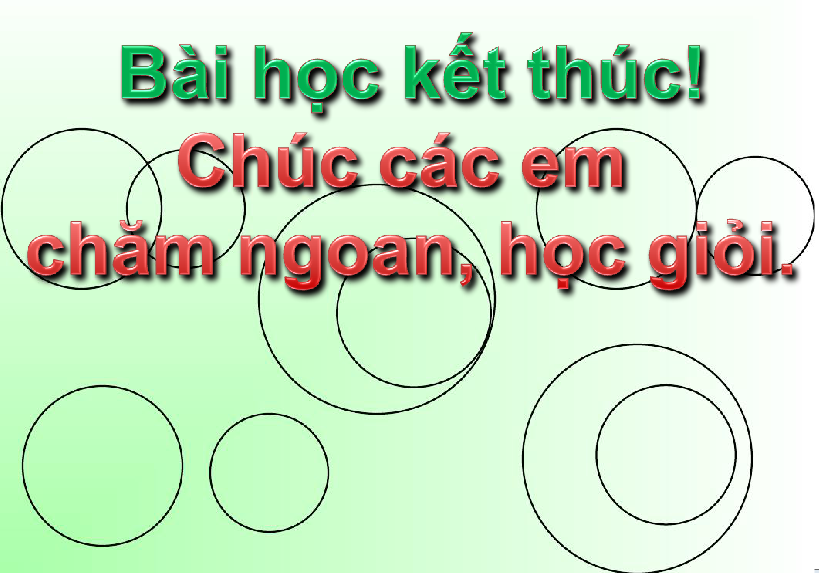 Bài học kết thúc!
Chúc các em
chăm ngoan, học giỏi.